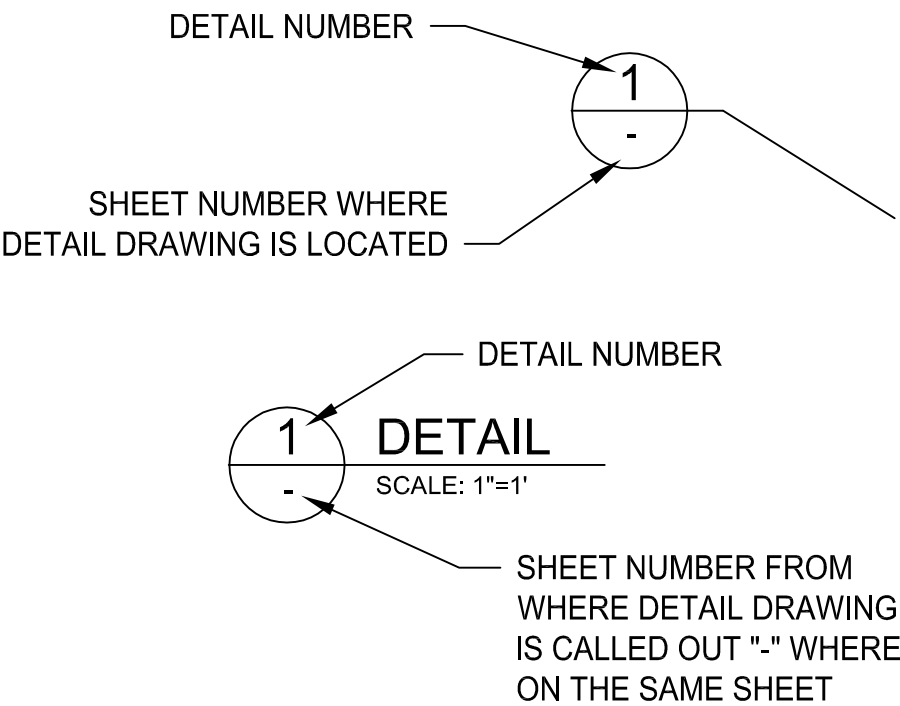 DETAIL NUMBER
1
-
SHEET NUMBER WHERE
DETAIL DRAWING IS LOCATED
DETAIL NUMBER
1
DETAIL
-
SCALE: 1"=1'
SHEET NUMBER FROM
WHERE DETAIL DRAWING
IS CALLED OUT "-" WHERE
ON THE SAME SHEET